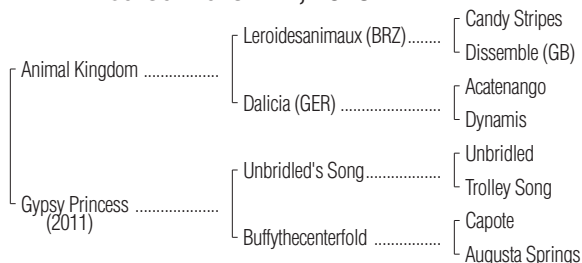 Candy Stripes
Leroidesanimaux (BRZ)........
Dissemble (GB)
Animal Kingdom ..................
Acatenango
Dalicia (GER) ........................
Dynamis
Unbridled
Unbridled's Song..................
Trolley Song
Gypsy Princess ....................
(2011)
Capote
Buffythecenterfold ................
Augusta Springs